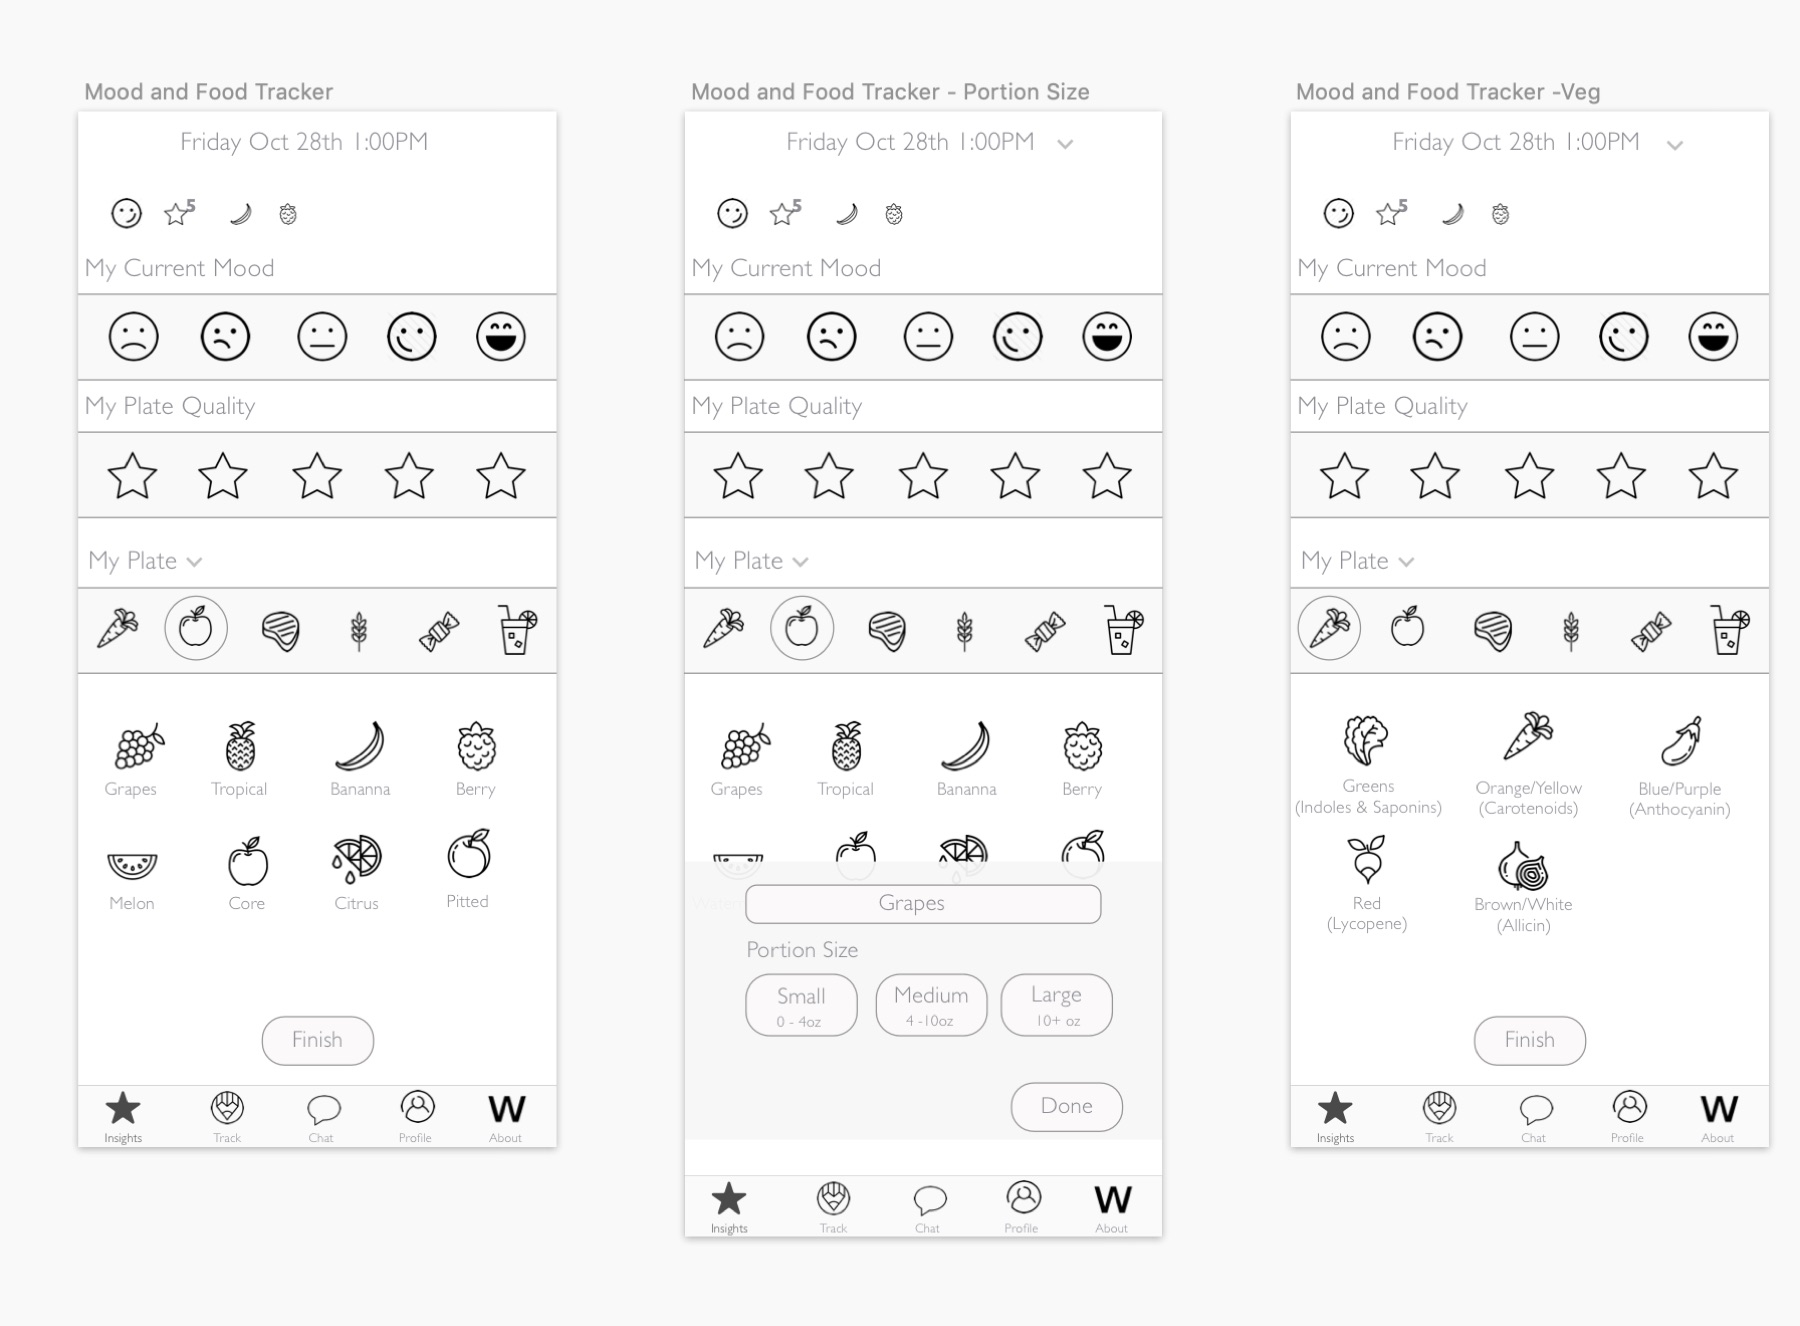 Mood and Food Tracker
Friday Oct 28th 1:00PM
5
My Current Mood
My Plate Quality
My Plate
Grapes Tropical Bananna Berry
Melon Core Citrus Pitted
Finish
Insights Track Chat Profile W About
Mood and Food Tracker - Portion Size
Friday Oct 28th 1:00PM
5
My Current Mood
My Plate Quality
My Plate
Grapes Tropical Bananna Berry
Grapes
Portion Size
Small Medium Large
0 - 4oz 4 -10oz 10+ oz
Done
Insights Track Chat Profile W About
Mood and Food Tracker -Veg
Friday Oct 28th 1:00PM
5
My Current Mood
My Plate Quality
My Plate
Greens Orange/Yellow Blue/Purple
(Indoles & Saponins) (Carotenoids) (Anthocyanin)
Red Brown/White
(Lycopene) (Allicin)
Finish
Insights Track Chat Profile W About